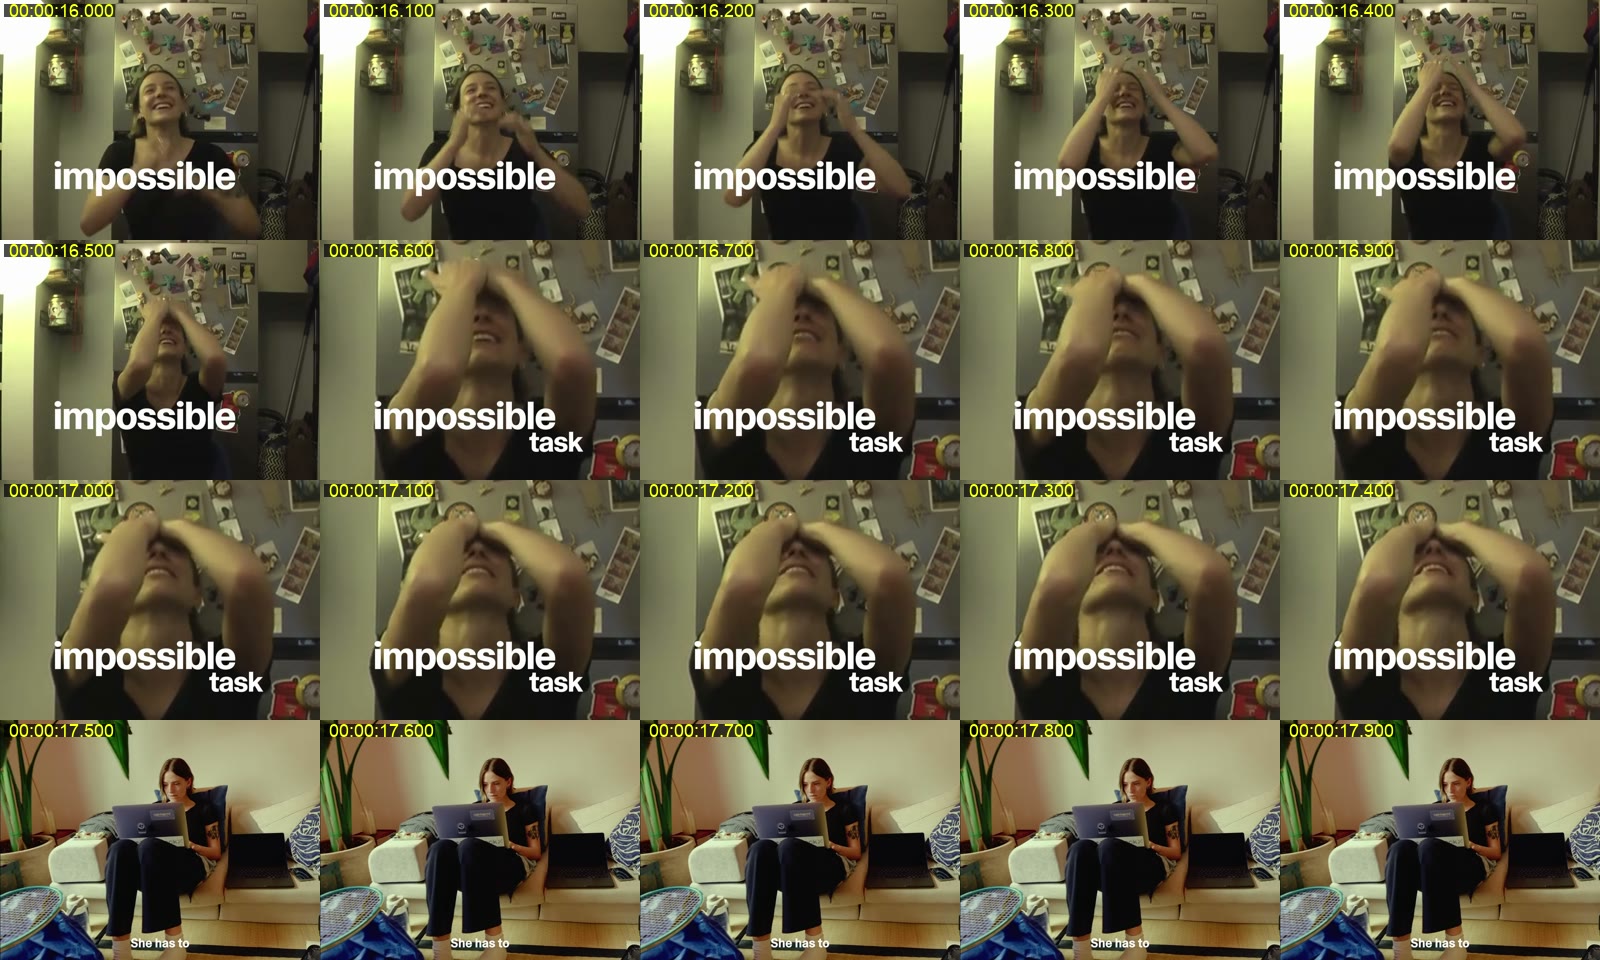 00:00:16.000
impossible
00:00:16.100
impossible
00:00:16.200
impossible
00:00:16.300
impossible
00:00:16.400
impossible
00:00:16.500
impossible
00:00:16.600
impossible
task
00:00:16.700
impossible
task
00:00:16.800
impossible
task
00:00:16.900
impossible
task
00:00:17.000
impossible
task
00:00:17.100
impossible
task
00:00:17.200
impossible
task
00:00:17.300
impossible
task
00:00:17.400
impossible
task
00:00:17.500
She has to
00:00:17.600
She has to
00:00:17.700
She has to
00:00:17.800
She has to
00:00:17.900
She has to